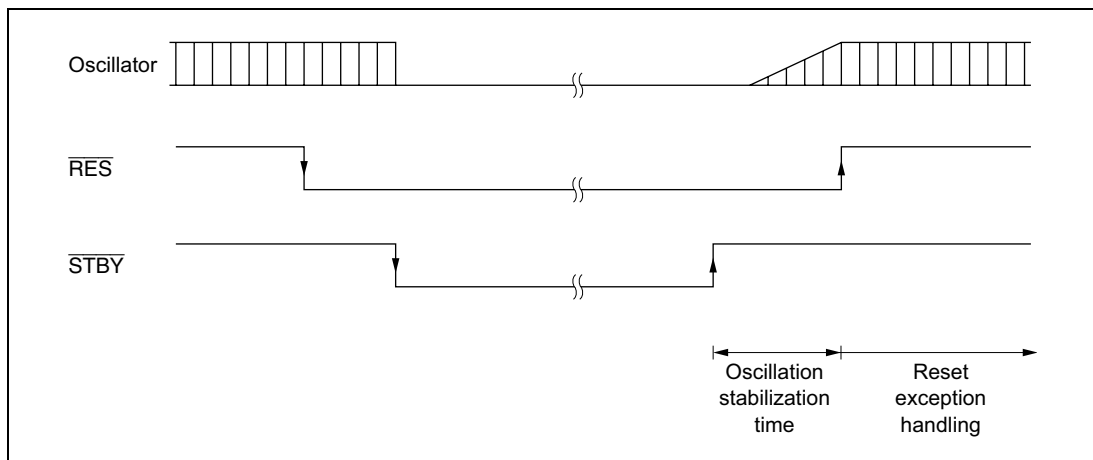 Oscillator
RES
STBY
Oscillation
stabilization
time
Reset
exception
handling